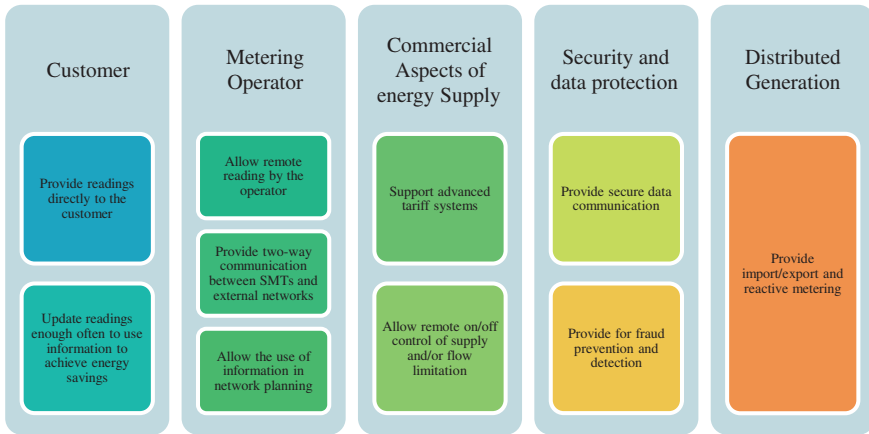 Customer
Provide readings
directly to the
customer
Update readings
enough often to use
information to
achieve energy
savings
Metering
Operator
Allow remote
reading by the
operator
Provide two-way
communication
between SMTs and
external networks
Allow the use of
information in
network planning
Commercial
Aspects of
energy Supply
Support advanced
tariff systems
Allow remote on/off
control of supply
and/or flow
limitation
Security and
data protection
Provide secure data
communication
Provide for fraud
prevention and
detection
Distributed
Generation
Provide
import/export and
reactive metering